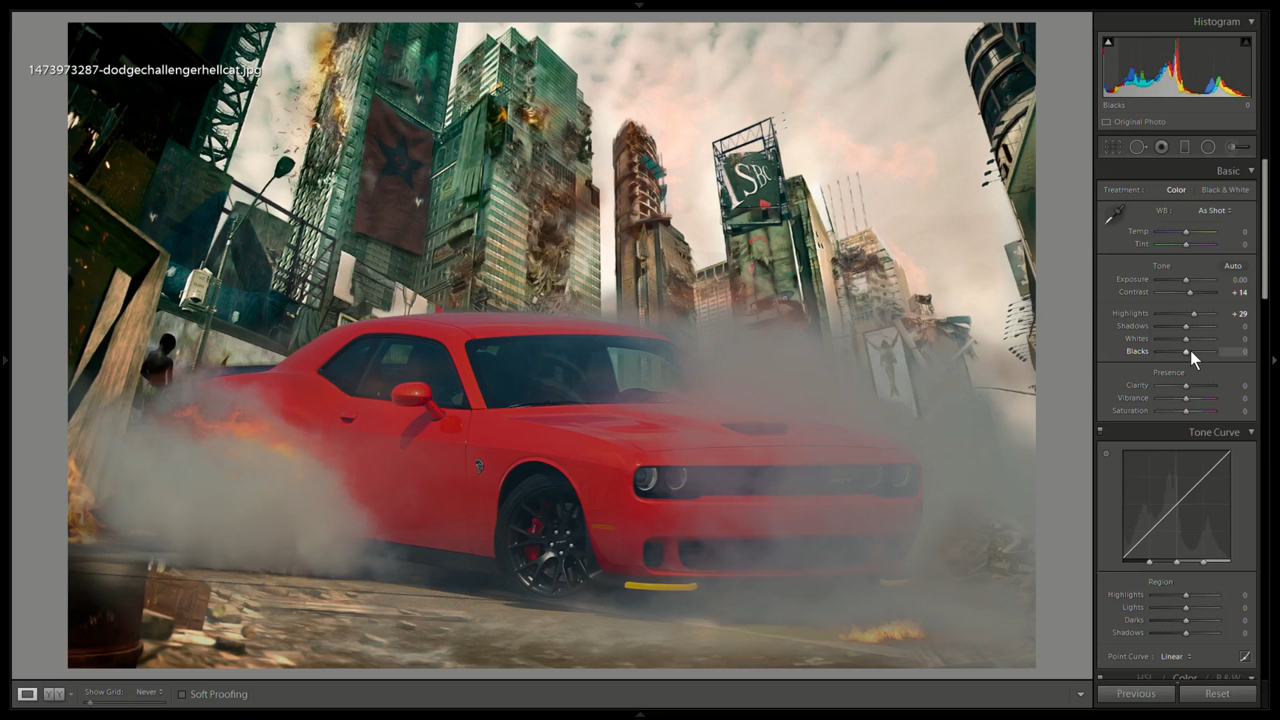 Histogram
1473973287-dodgechallengerhellcat.jpg
Blacks 0
Original Photo
Basic
Treatment : Color Black & White
WB : As Shot
Temp 0
Tint 0
Tone Auto
Exposure 0.00
Contrast + 14
Highlights + 29
Shadows 0
Whites 0
Blacks 0
Presence
Clarity 0
Vibrance 0
Saturation 0
Tone Curve
Region
Highlights 0
Lights 0
Darks 0
Shadows 0
Point Curve : Linear
HSL / Color / B & W
Show Grid: Never
Soft Proofing
Previous Reset